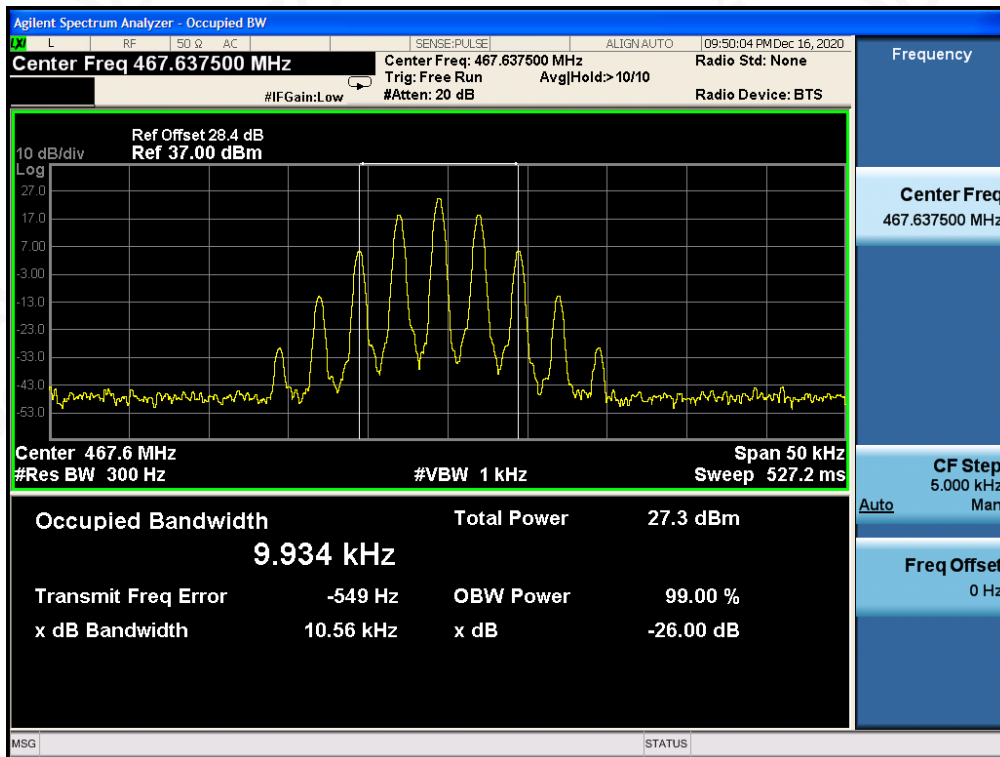 Agilent Spectrum Analyzer - Occupied BW
LXI L RF 50 Ω AC SENSE:PULSE ALIGN AUTO 09:50:04 PM Dec 16, 2020
Center Freq 467.637500 MHz
Center Freq: 467.637500 MHz
Radio Std: None
Trig: Free Run Avg|Hold:> 10/10
#IFGain:Low
#Atten: 20 dB
Radio Device: BTS
Ref Offset 28.4 dB
10 dB/div Ref 37.00 dBm
Log
27.0
17.0
7.00
-3.00
-13.0
-23.0
-33.0
-43.0
-53.0
Center 467.6 MHz Span 50 kHz
#Res BW 300 Hz #VBW 1 kHz Sweep 527.2 ms
Occupied Bandwidth Total Power 27.3 dBm
9.934 kHz
Transmit Freq Error -549 Hz OBW Power 99.00 %
x dB Bandwidth 10.56 kHz x dB -26.00 dB
MSG STATUS
Frequency
Center Freq
467.637500 MHz
CF Step
5.000 kHz
Auto Man
Freq Offset
0 Hz